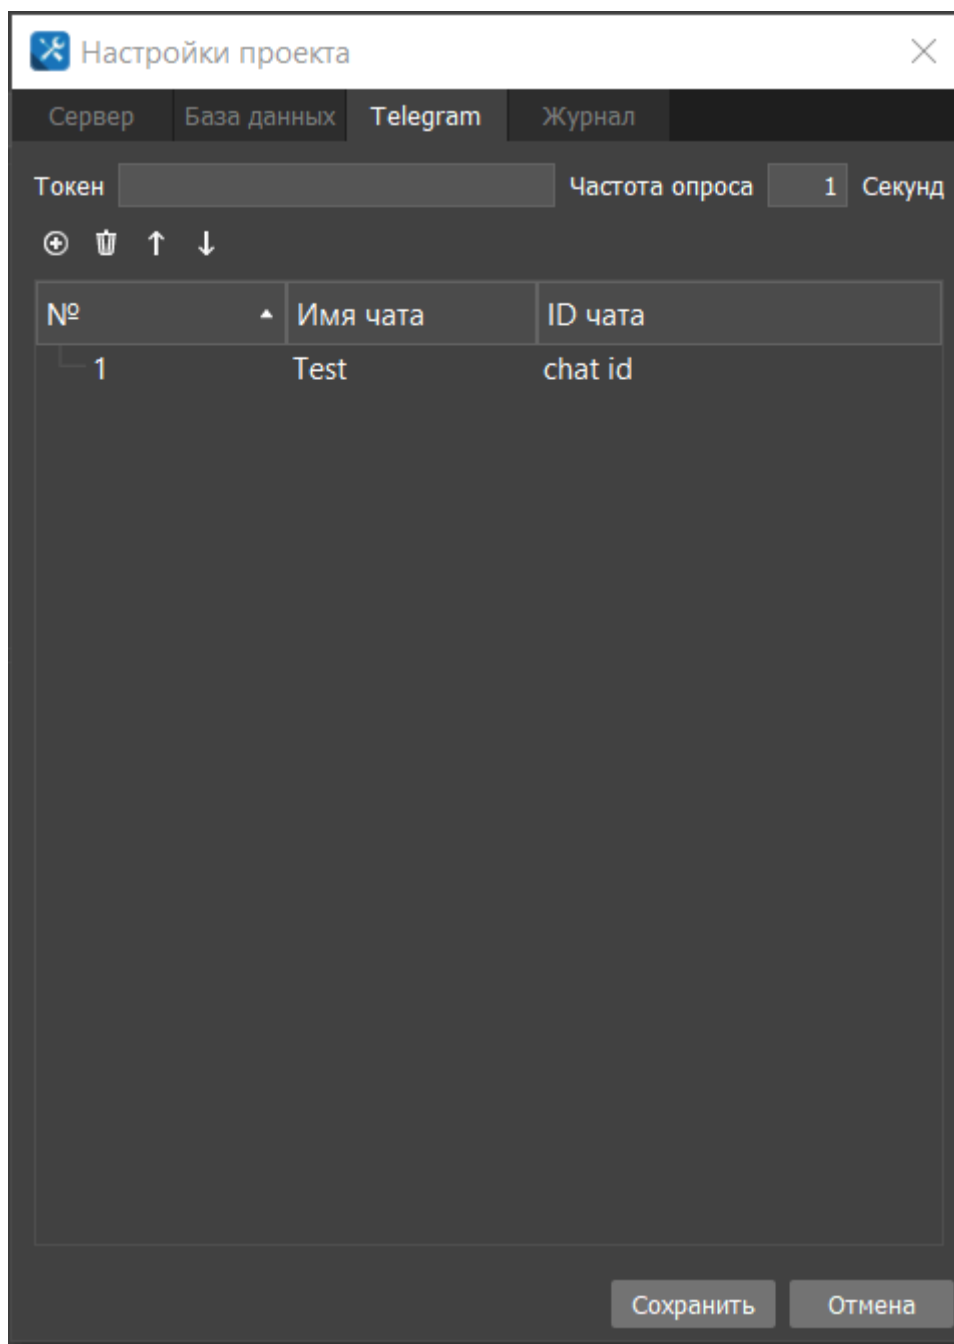 Настройки проекта
Сервер База данных Telegram Журнал
Токен Частота опроса 1 Секунд
№ Имя чата ID чата
1 Test chat id
Сохранить Отмена